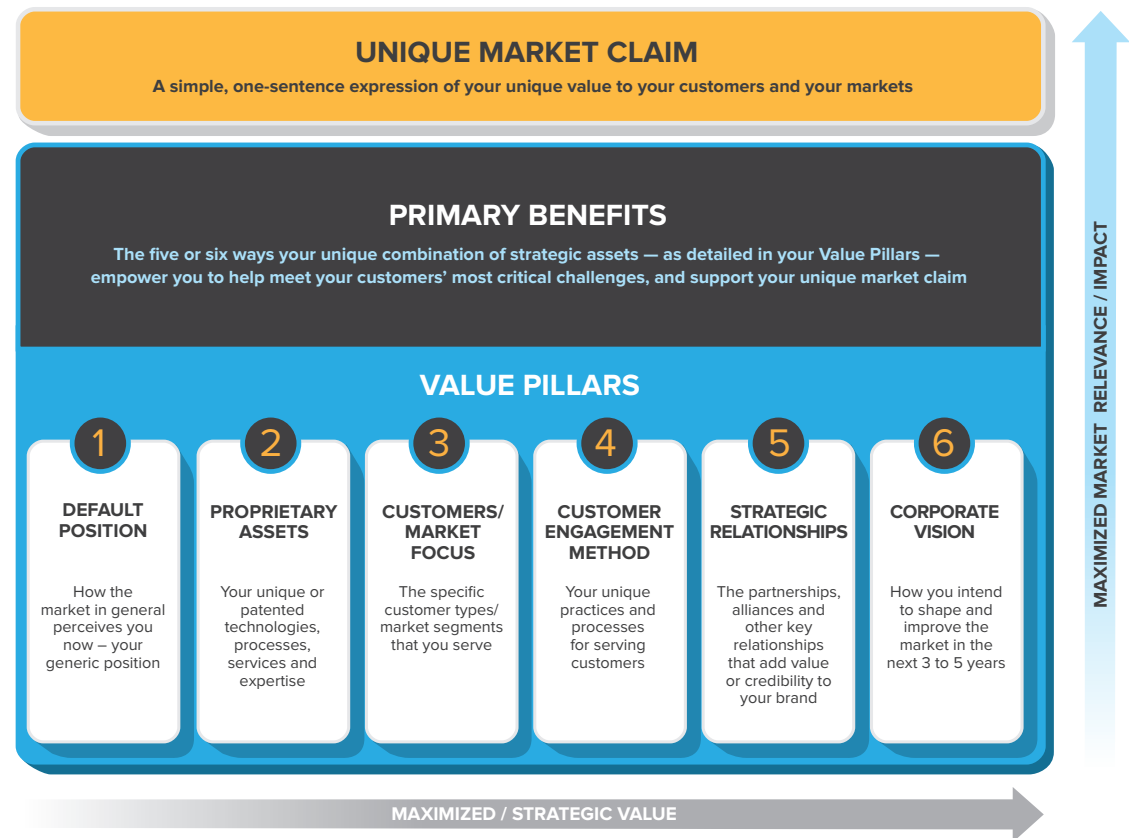 UNIQUE MARKET CLAIM
A simple, one-sentence expression of your unique value to your customers and your markets
PRIMARY BENEFITS
The five or six ways your unique combination of strategic assets — as detailed in your Value Pillars —
empower you to help meet your customers’ most critical challenges, and support your unique market claim
VALUE PILLARS
1
DEFAULT
POSITION
How the
market in general
perceives you
now – your
generic position
2
PROPRIETARY
ASSETS
Your unique or
patented
technologies,
processes,
services and
expertise
3
CUSTOMERS/
MARKET
FOCUS
The specific
customer types/
market segments
that you serve
4
CUSTOMER
ENGAGEMENT
METHOD
Your unique
practices and
processes
for serving
customers
5
STRATEGIC
RELATIONSHIPS
The partnerships,
alliances and
other key
relationships
that add value
or credibility to
your brand
6
CORPORATE
VISION
How you intend
to shape and
improve the
market in the
next 3 to 5 years
MAXIMIZED / STRATEGIC VALUE
MAXIMIZED MARKET RELEVANCE / IMPACT